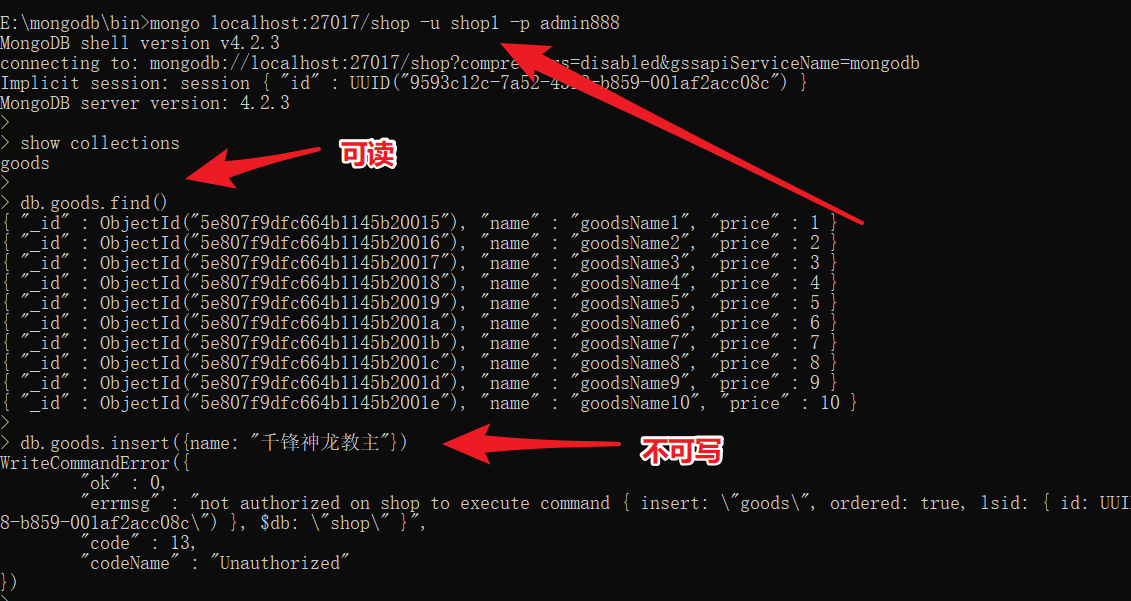 E:\mongodb\bin>mongo localhost:27017/shop -u shop1 -p admin888
MongoDB shell version v4.2.3
connecting to: mongodb://localhost:27017/shop?compressors=disabled&gssapiServiceName=mongodb
Implicit session: session { "id" : UUID("9593c12c-7a52- -b859-001af2acc08c") }
MongoDB server version: 4.2.3
>
> show collections
goods
可读
>
> db.goods.find()
{ "_id" : ObjectId("5e807f9dfc664b1145b20015"), "name" : "goodsName1", "price" : 1 }
{ "_id" : ObjectId("5e807f9dfc664b1145b20016"), "name" : "goodsName2", "price" : 2 }
{ "_id" : ObjectId("5e807f9dfc664b1145b20017"), "name" : "goodsName3", "price" : 3 }
{ "_id" : ObjectId("5e807f9dfc664b1145b20018"), "name" : "goodsName4", "price" : 4 }
{ "_id" : ObjectId("5e807f9dfc664b1145b20019"), "name" : "goodsName5", "price" : 5 }
{ "_id" : ObjectId("5e807f9dfc664b1145b2001a"), "name" : "goodsName6", "price" : 6 }
{ "_id" : ObjectId("5e807f9dfc664b1145b2001b"), "name" : "goodsName7", "price" : 7 }
{ "_id" : ObjectId("5e807f9dfc664b1145b2001c"), "name" : "goodsName8", "price" : 8 }
{ "_id" : ObjectId("5e807f9dfc664b1145b2001d"), "name" : "goodsName9", "price" : 9 }
{ "_id" : ObjectId("5e807f9dfc664b1145b2001e"), "name" : "goodsName10", "price" : 10 }
>
> db.goods.insert({name: "千锋神龙教主"})
不可写
WriteCommandError({
"ok" : 0,
"errmsg" : "not authorized on shop to execute command { insert: \"goods\", ordered: true, lsid: { id: UUI
8-b859-001af2acc08c\") }, $db: \"shop\" }",
"code" : 13,
"codeName" : "Unauthorized"
})
>